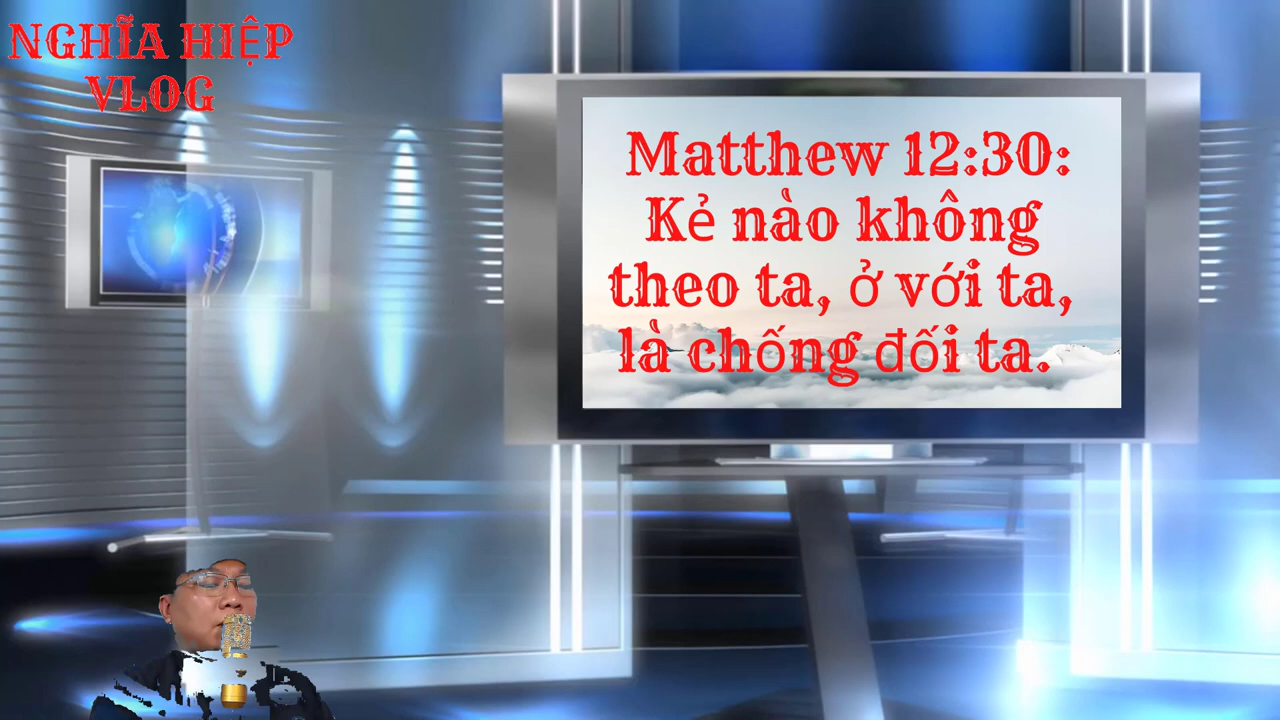 NGHĨA HIỆP
VLOG
Matthew 12:30:
Kẻ nào không
theo ta, ở với ta,
là chống đối ta.